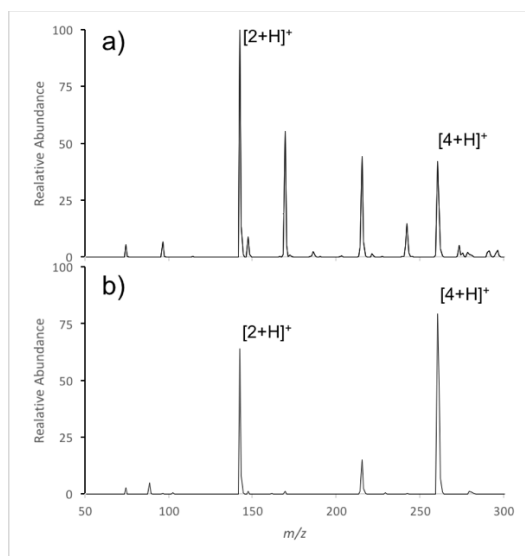 a)
[2+H]+
[4+H]+
100
75
50
25
0
Realative Abundance
b)
[2+H]+
[4+H]+
100
75
50
25
0
Realative Abundance
50 100 150 200 250 300
m/z